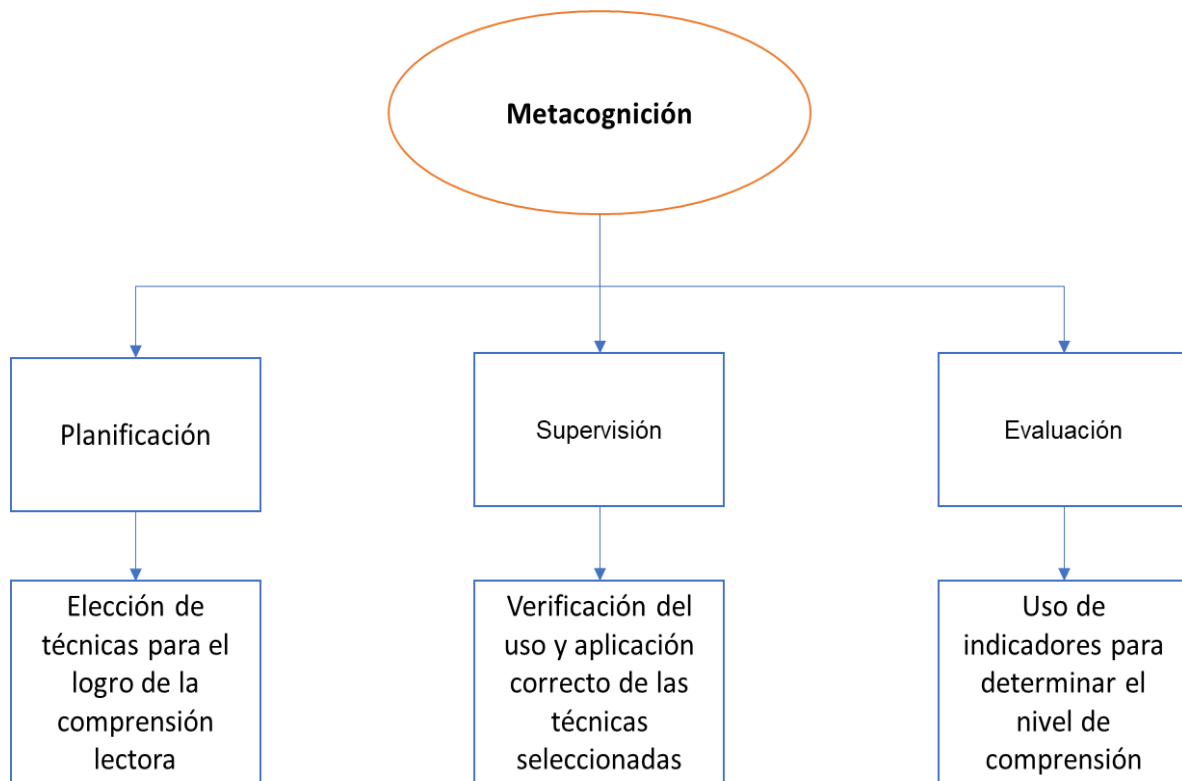 Metacognición
Planificación
Supervisión
Evaluación
Elección de
técnicas para el
logro de la
comprensión
lectora
Verificación del
uso y aplicación
correcto de las
técnicas
seleccionadas
Uso de
indicadores para
determinar el
nivel de
comprensión